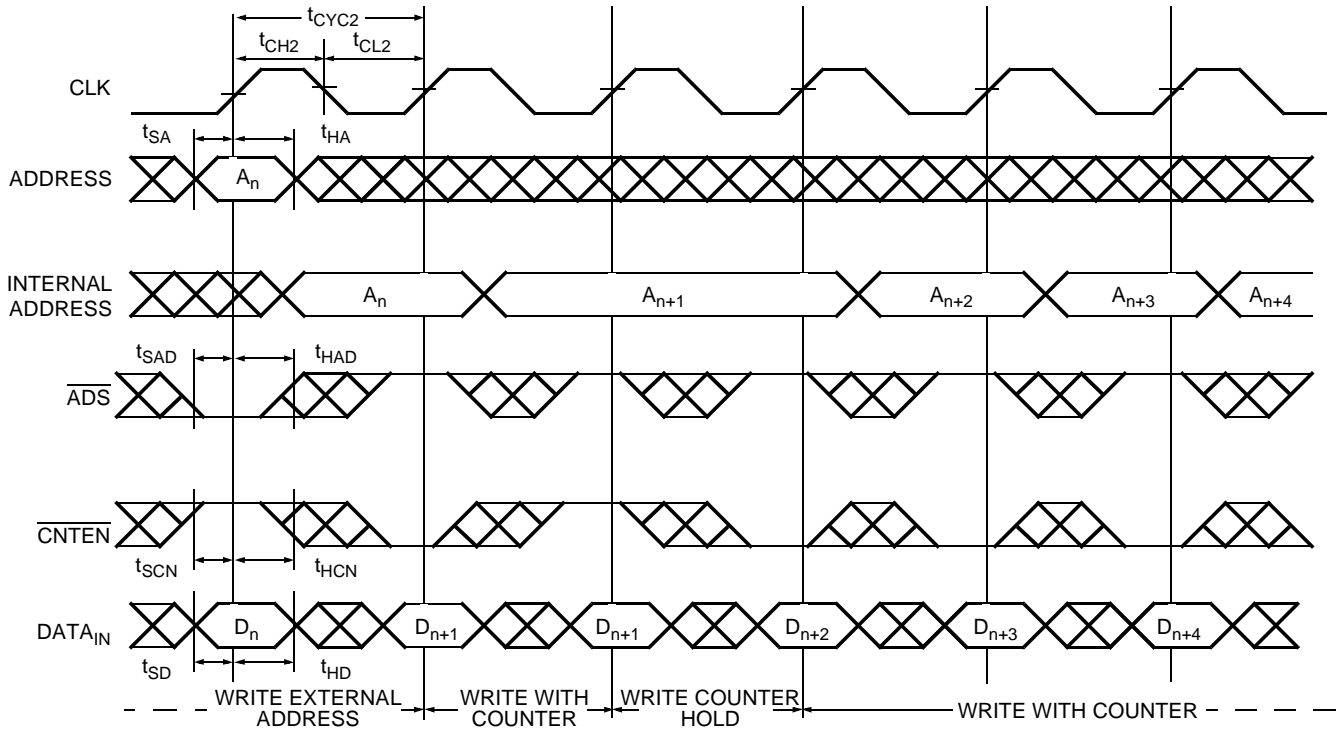 tCYC2
tCH2 tCL2
CLK
tSA tHA
ADDRESS An
INTERNAL
ADDRESS
An An+1 An+2 An+3 An+4
tSAD tHAD
ADS
CNTEN
tSCN tHCN
DATAIN Dn Dn+1 Dn+1 Dn+2 Dn+3 Dn+4
tSD tHD
WRITE EXTERNAL
ADDRESS
WRITE WITH
COUNTER
WRITE COUNTER
HOLD
WRITE WITH COUNTER